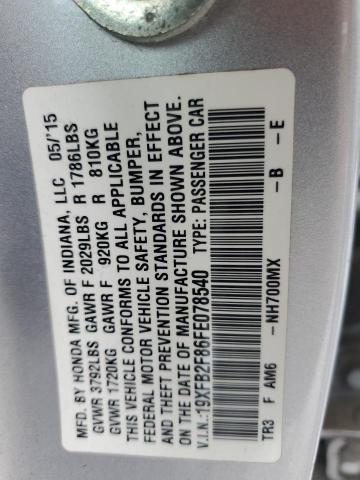 MFD. BY HONDA MFG. OF INDIANA, LLC 05/'15
GVWR 3792LBS GAWR F 2029LBS R 1786LBS
GVWR 1720KG GAWR F 920KG R 810KG
THIS VEHICLE CONFORMS TO ALL APPLICABLE
FEDERAL MOTOR VEHICLE SAFETY, BUMPER,
AND THEFT PREVENTION STANDARDS IN EFFECT
ON THE DATE OF MANUFACTURE SHOWN ABOVE.
V.I.N.:19XFB2F86FE078540 TYPE: PASSENGER CAR
TR3 F AM6 -NH700MX -B -E